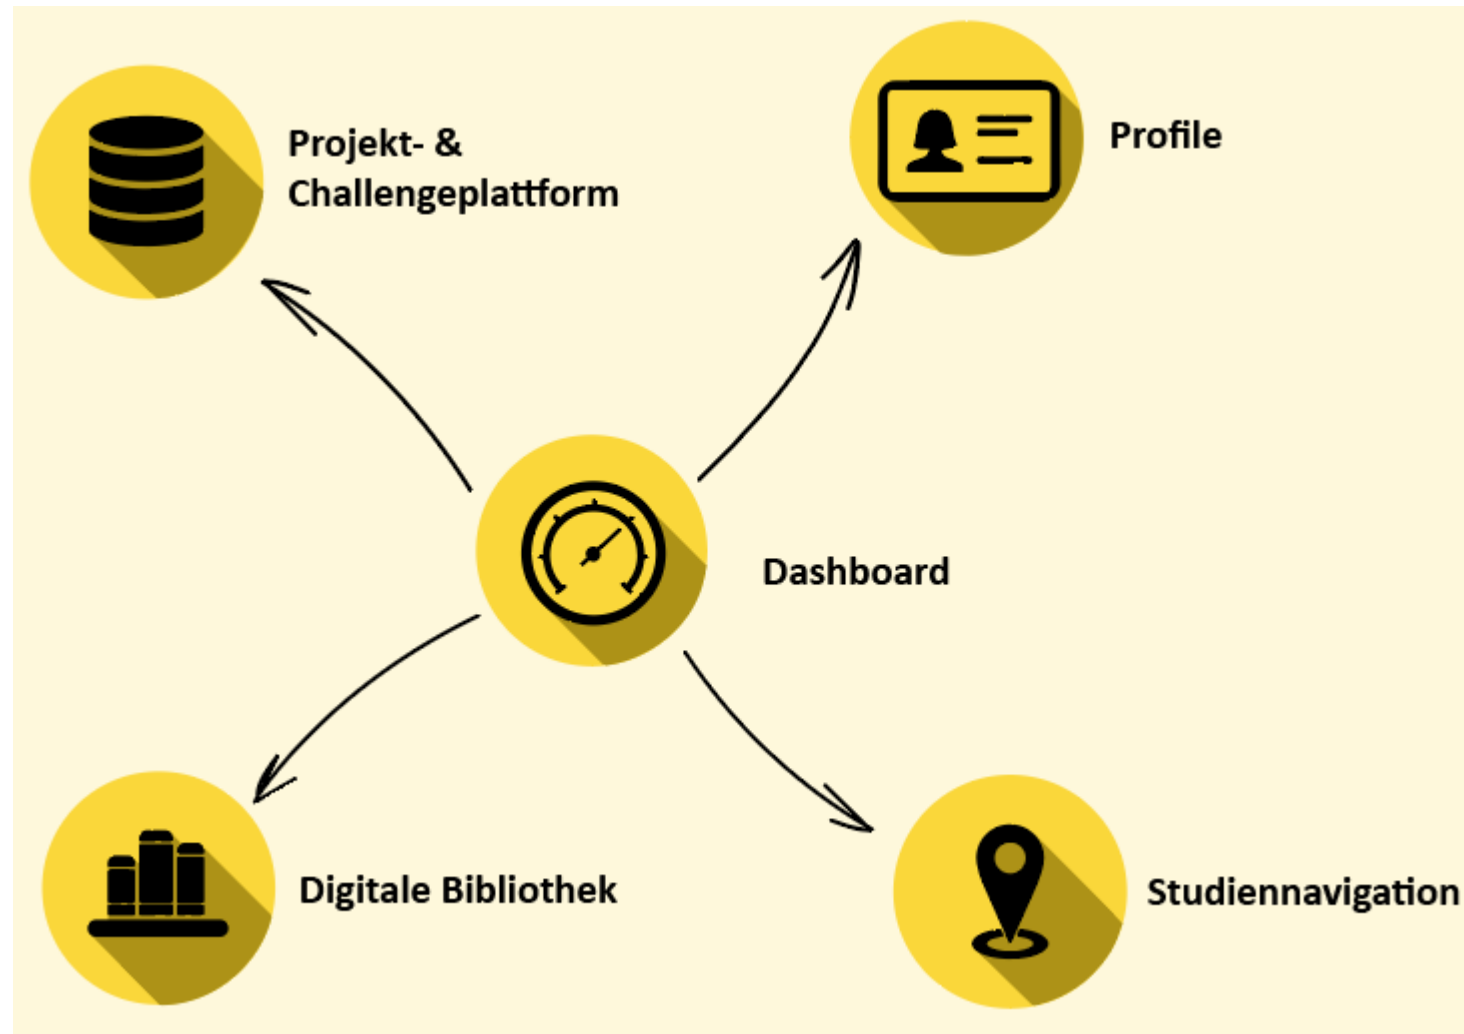 Projekt- &
Challengeplattform
Profile
Dashboard
Digitale Bibliothek
Studiennavigation